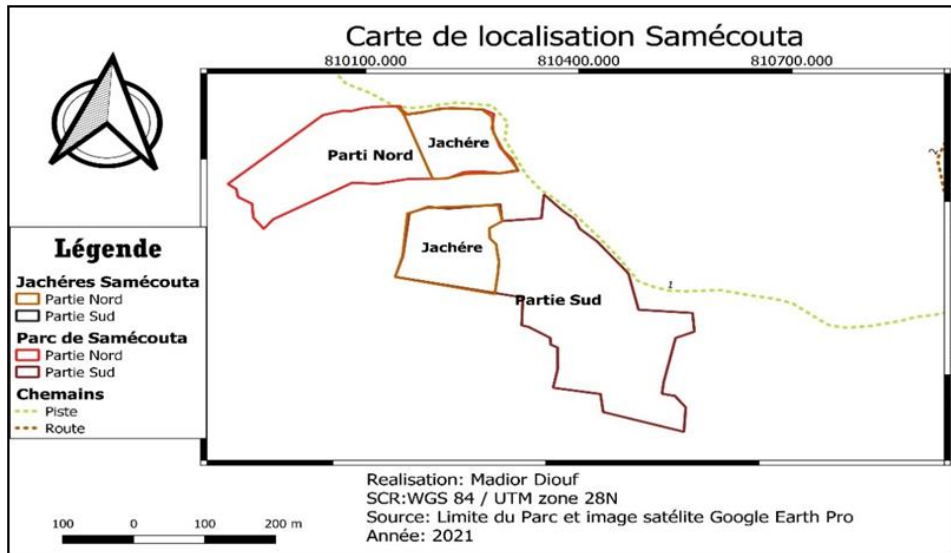 Carte de localisation Samécouta
810100.000 810400.000 810700.000
Parti Nord
Jachére
Jachére
Partie Sud
1
2
Légende
Jachéres Samécouta
Partie Nord
Partie Sud
Parc de Samécouta
Partie Nord
Partie Sud
Chemains
Piste
Route
Realisation: Madior Diouf
SCR:WGS 84 / UTM zone 28N
Source: Limite du Parc et image satélite Google Earth Pro
Année: 2021
100 0 100 200 m